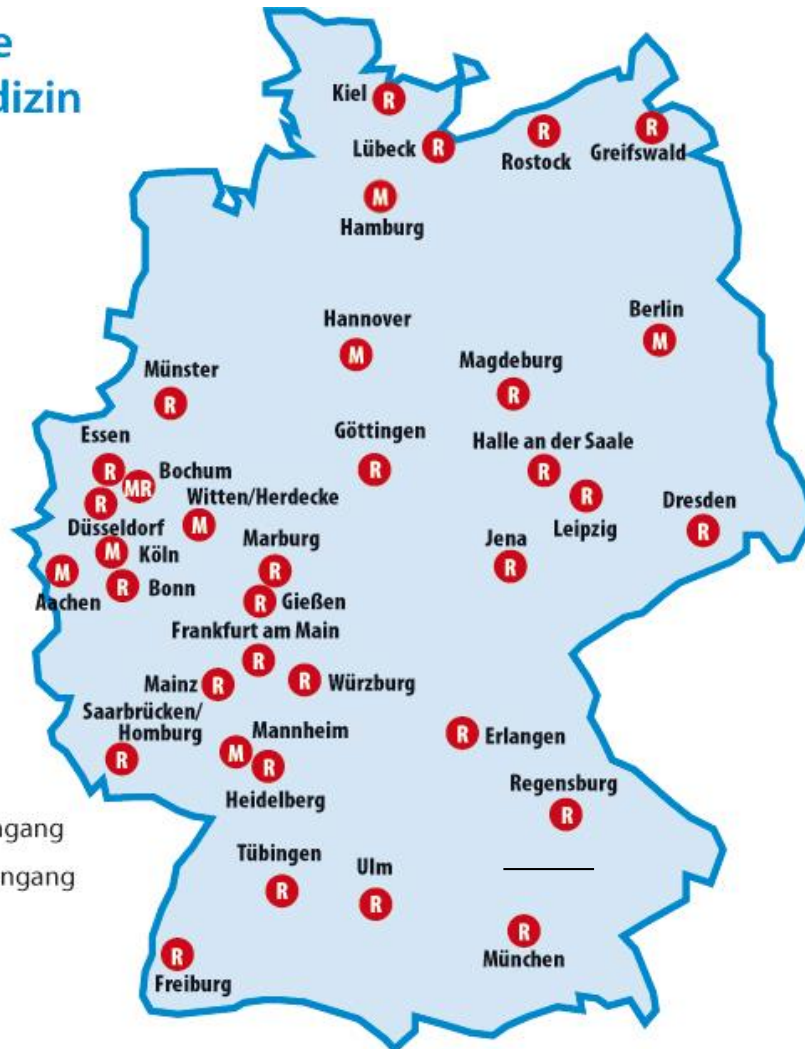 e
dizin
Kiel R
Lübeck R
R
Rostock
R
Greifswald
M
Hamburg
Hannover
M
Berlin
M
Magdeburg
R
Münster
R
Göttingen
R
Halle an der Saale
R
R
Leipzig
Dresden
R
Essen
R
MR Bochum
R
Düsseldorf
Witten/Herdecke
M
M Köln
M
Aachen
R Bonn
Marburg
R
R Gießen
Jena
R
Frankfurt am Main
R
Mainz R
R Würzburg
Saarbrücken/
Homburg
R
Mannheim
M
R
Heidelberg
R Erlangen
Regensburg
R
ngang
ngang
Tübingen
R
Ulm
R
R
München
R
Freiburg